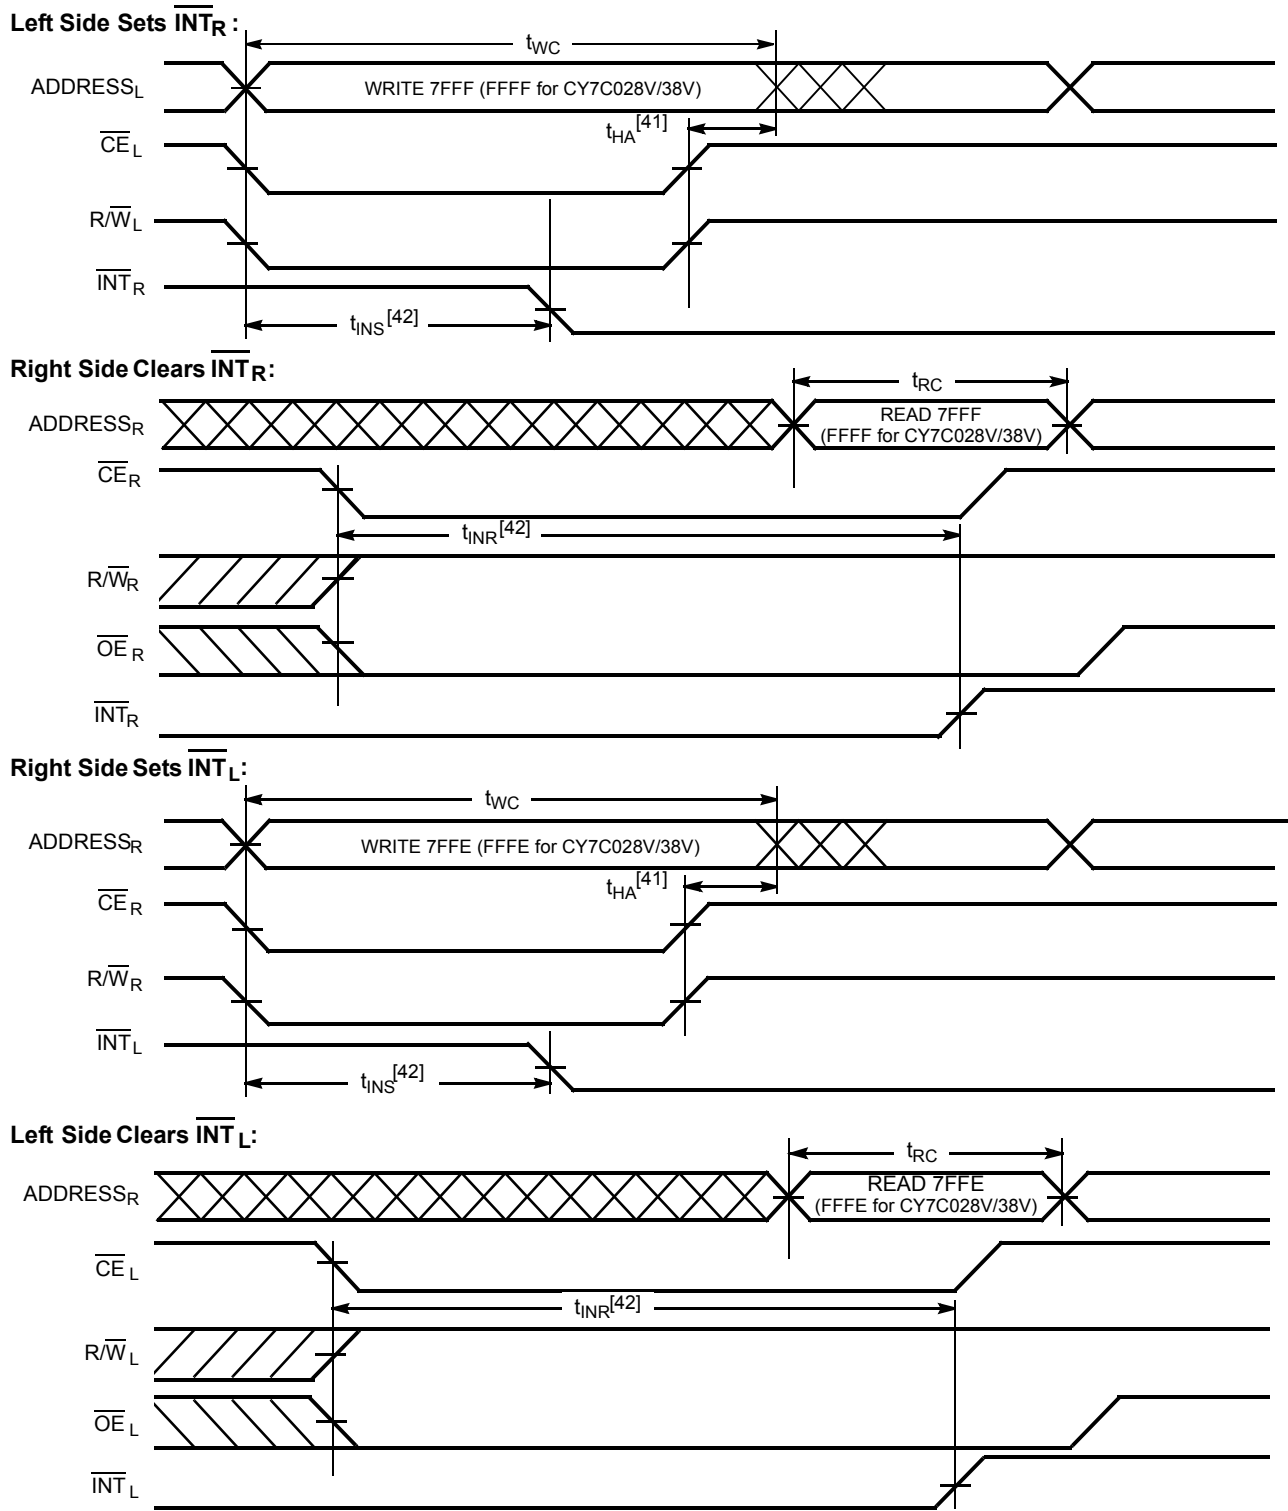 Left Side Sets INTR :
tWC
ADDRESSL
WRITE 7FFF (FFFF for CY7C028V/38V)
tHA[41]
CEL
R/WL
INTR
tINS[42]
Right Side Clears INTR:
tRC
ADDRESSR
READ 7FFF
(FFFF for CY7C028V/38V)
CER
tINR[42]
R/WR
OER
INTR
Right Side Sets INTL:
tWC
ADDRESSR
WRITE 7FFE (FFFE for CY7C028V/38V)
tHA[41]
CER
R/WR
INTL
tINS[42]
Left Side Clears INTL:
tRC
ADDRESSR
READ 7FFE
(FFFE for CY7C028V/38V)
CEL
tINR[42]
R/WL
OEL
INTL